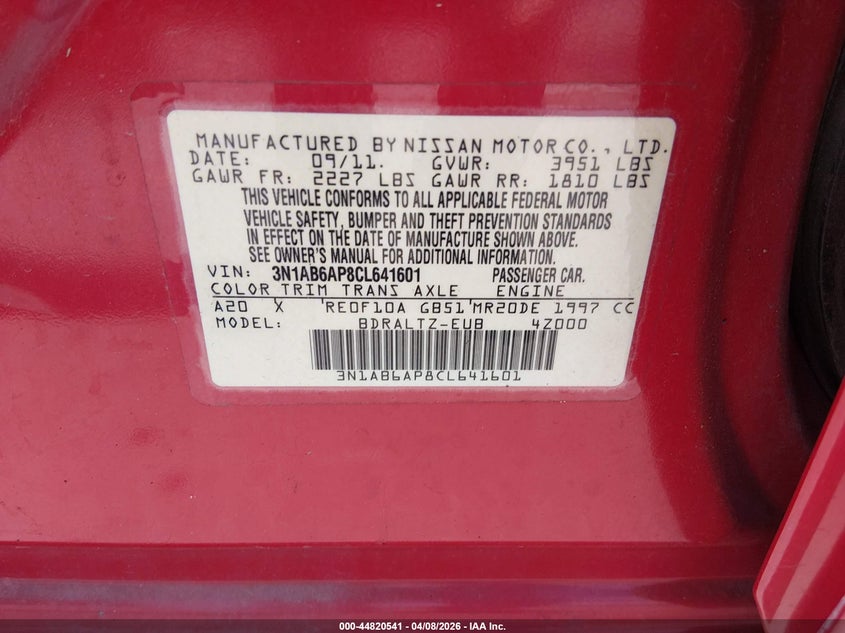 MANUFACTURED BY NISSAN MOTOR CO., LTD.
DATE: 09/11. GVWR: 3951 LBS
GAWR FR: 2227 LBS GAWR RR: 1810 LBS
THIS VEHICLE CONFORMS TO ALL APPLICABLE FEDERAL MOTOR
VEHICLE SAFETY, BUMPER AND THEFT PREVENTION STANDARDS
IN EFFECT ON THE DATE OF MANUFACTURE SHOWN ABOVE.
SEE OWNER'S MANUAL FOR ADDITIONAL INFORMATION.
VIN: 3N1AB6AP8CL641601 PASSENGER CAR.
COLOR TRIM TRANS AXLE ENGINE
A20 X 'RE0F10A GB51'MR20DE 1997 CC
MODEL: BDRALTZ-EUB 4Z000
3N1AB6AP8CL641601
000-44820541 | 04/08/2026 - IAA Inc.